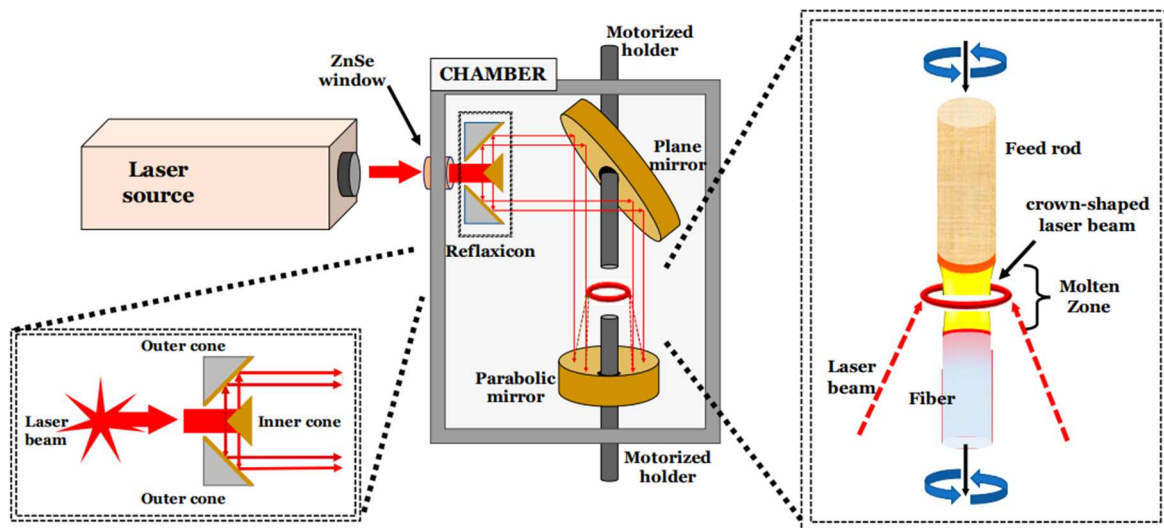 Motorized
holder
ZnSe
window
CHAMBER
Laser
source
Plane
mirror
Reflaxicon
Parabolic
mirror
Motorized
holder
Outer cone
Laser
beam
Inner cone
Outer cone
Feed rod
crown-shaped
laser beam
Molten
Zone
Laser
beam
Fiber